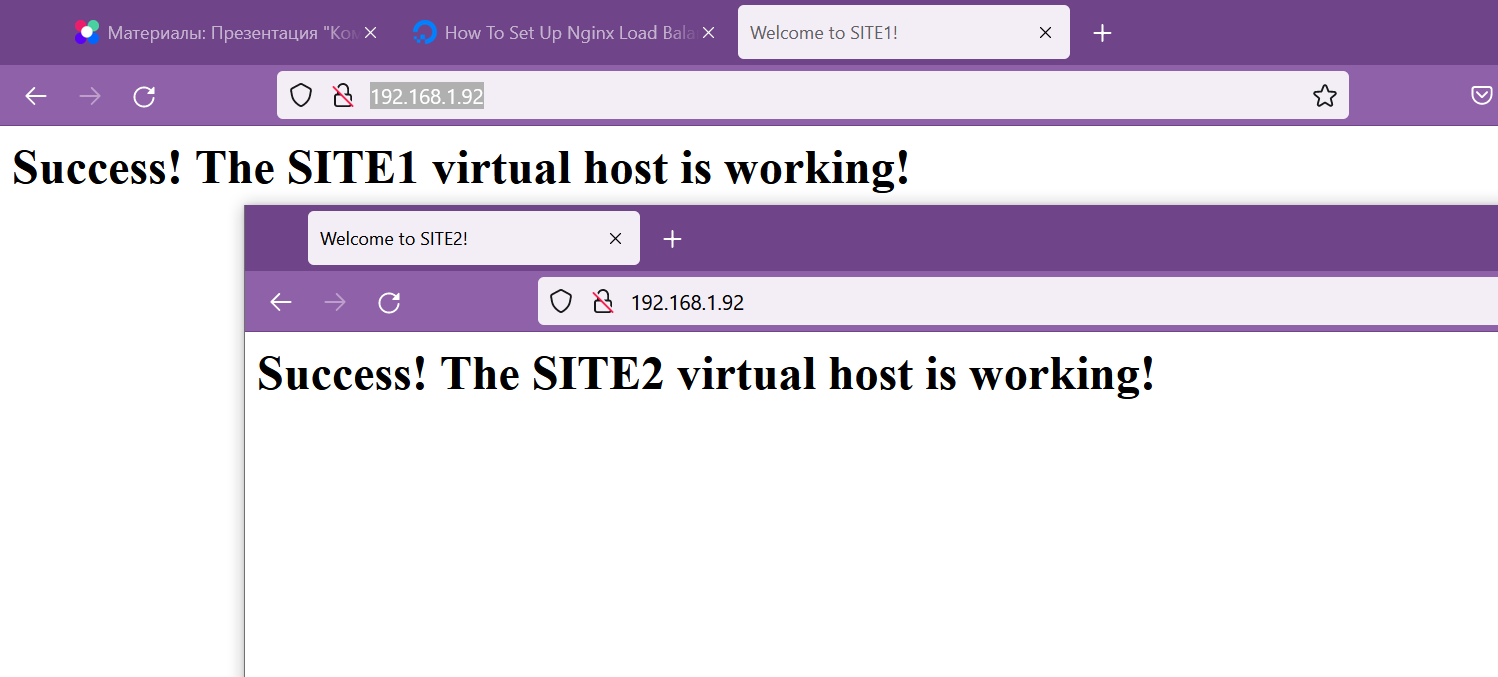 Материалы: Презентация "Ком
How To Set Up Nginx Load Bala
Welcome to SITE1!
192.168.1.92
Success! The SITE1 virtual host is working!
Welcome to SITE2!
192.168.1.92
Success! The SITE2 virtual host is working!